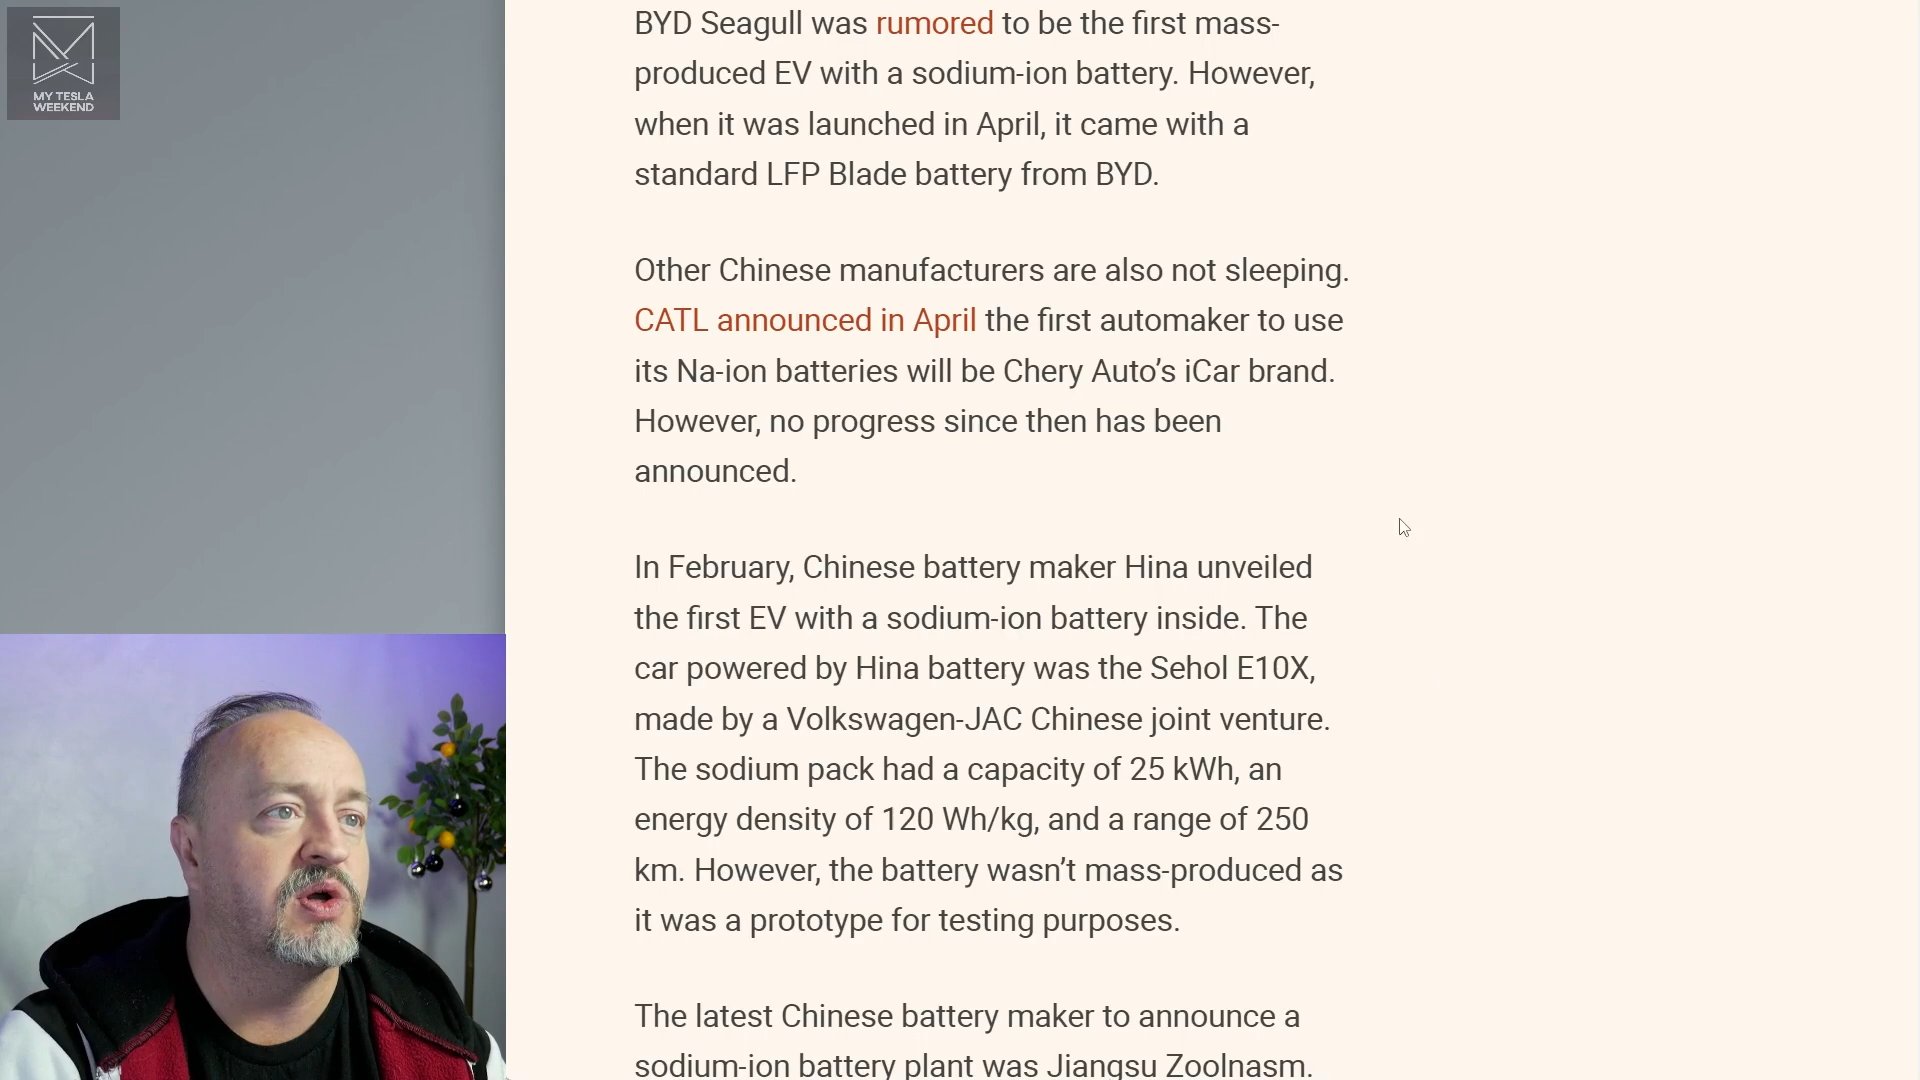 MY TESLA
WEEKEND
BYD Seagull was rumored to be the first mass-
produced EV with a sodium-ion battery. However,
when it was launched in April, it came with a
standard LFP Blade battery from BYD.
Other Chinese manufacturers are also not sleeping.
CATL announced in April the first automaker to use
its Na-ion batteries will be Chery Auto’s iCar brand.
However, no progress since then has been
announced.
In February, Chinese battery maker Hina unveiled
the first EV with a sodium-ion battery inside. The
car powered by Hina battery was the Sehol E10X,
made by a Volkswagen-JAC Chinese joint venture.
The sodium pack had a capacity of 25 kWh, an
energy density of 120 Wh/kg, and a range of 250
km. However, the battery wasn’t mass-produced as
it was a prototype for testing purposes.
The latest Chinese battery maker to announce a
sodium-ion battery plant was Jiangsu Zoolnasm.